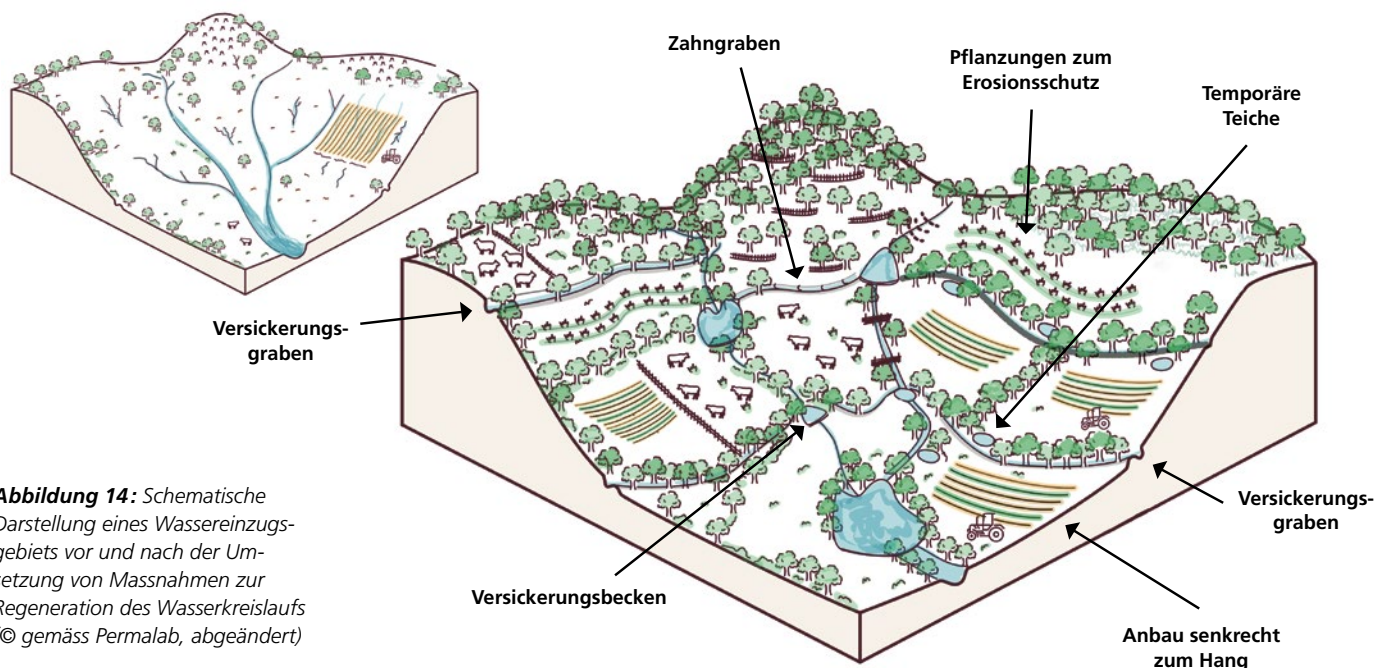 Zahngraben
Pflanzungen zum
Erosionsschutz
Temporäre
Teiche
Versickerungs-
graben
Abbildung 14: Schematische
Darstellung eines Wassereinzugs-
gebiets vor und nach der Um-
setzung von Massnahmen zur
Regeneration des Wasserkreislaufs
(© gemäss Permalab, abgeändert)
Versickerungsbecken
Versickerungs-
graben
Anbau senkrecht
zum Hang